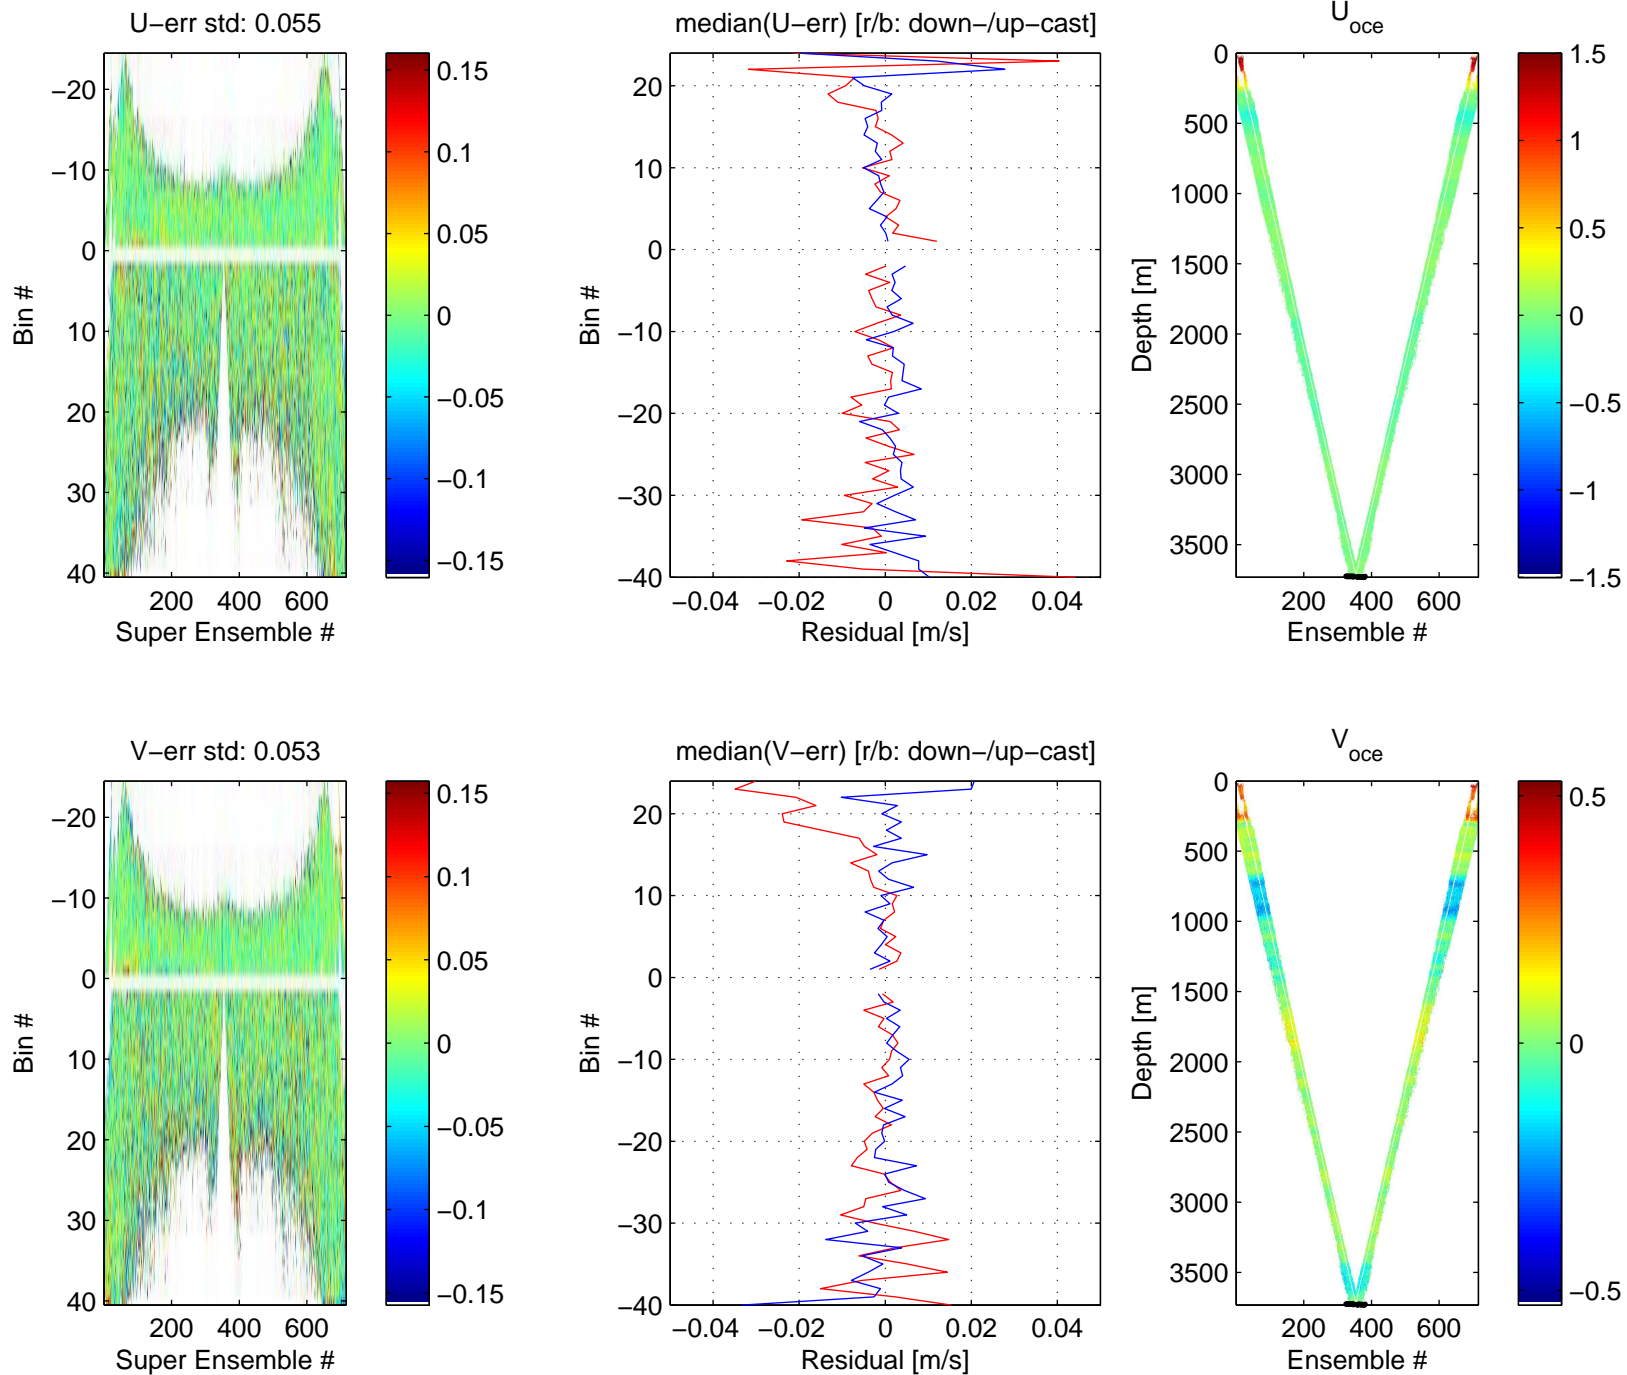 U−err std: 0.055
−20
−10
0
10
20
30
40
Bin #
200 400 600
Super Ensemble #
0.15
0.1
0.05
0
−0.05
−0.1
−0.15
median(U−err) [r/b: down−/up−cast]
20
10
0
−10
−20
−30
−40
Bin #
−0.04 −0.02 0 0.02 0.04
Residual [m/s]
U oce
0
500
1000
1500
2000
2500
3000
3500
Depth [m]
200 400 600
Ensemble #
1.5
1
0.5
0
−0.5
−1
−1.5
V−err std: 0.053
−20
−10
0
10
20
30
40
Bin #
200 400 600
Super Ensemble #
0.15
0.1
0.05
0
−0.05
−0.1
−0.15
median(V−err) [r/b: down−/up−cast]
20
10
0
−10
−20
−30
−40
Bin #
−0.04 −0.02 0 0.02 0.04
Residual [m/s]
V oce
0
500
1000
1500
2000
2500
3000
3500
Depth [m]
200 400 600
Ensemble #
0.5
0
−0.5